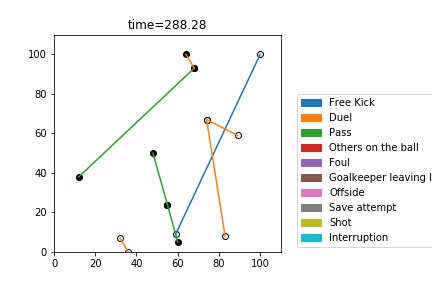 time=288.28
100
80
60
40
20
0
0 20 40 60 80 100
Free Kick
Duel
Pass
Others on the ball
Foul
Goalkeeper leaving l
Offside
Save attempt
Shot
Interruption